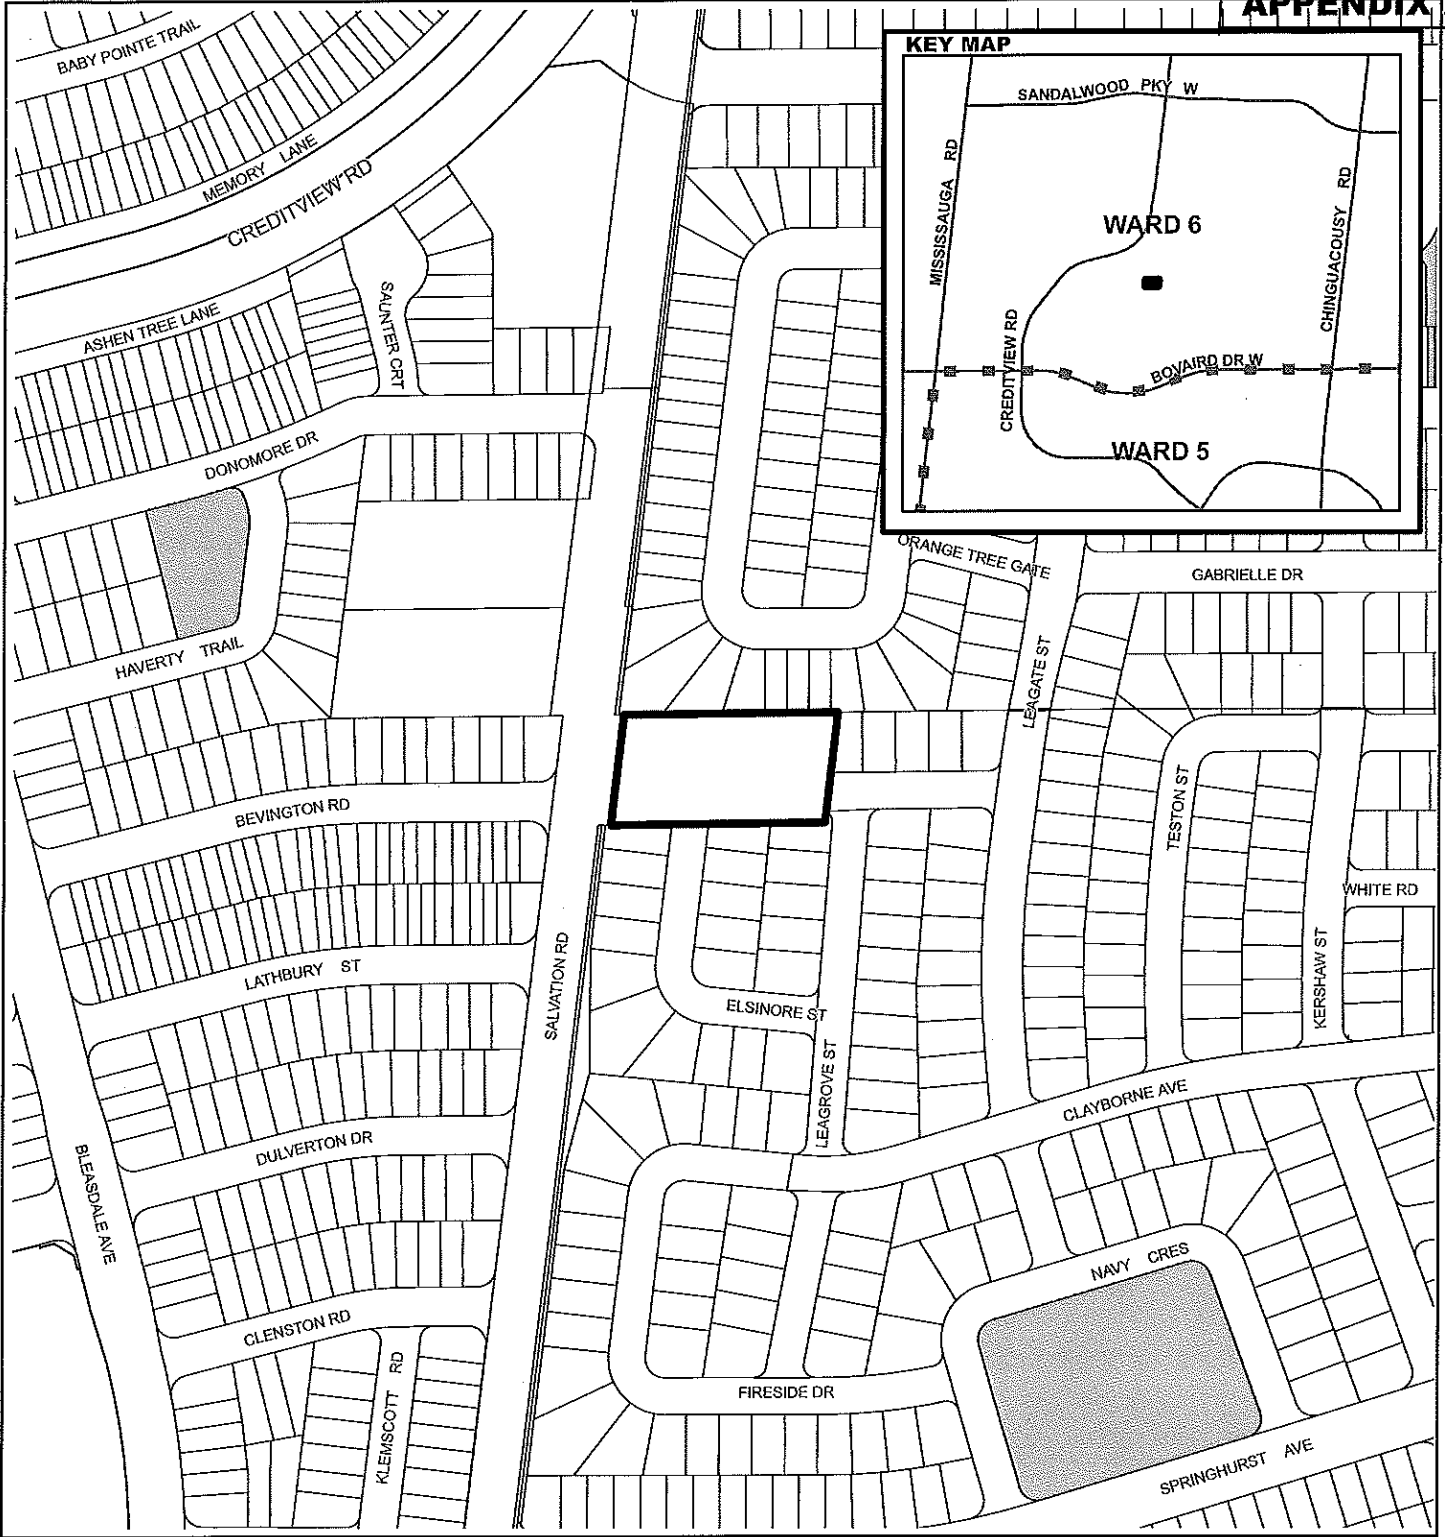 APPENDIX
BABY POINTE TRAIL
KEY MAP
SANDALWOOD PKY W
MISSISSAUGA RD
WARD 6
CHINGUACOUSY RD
CREDITVIEW RD
BOVAIRD DR W
WARD 5
MEMORY LANE
CREDITVIEW RD
SAUNTER CRT
ASHEN TREE LANE
DONOMORE DR
ORANGE TREE GATE
GABRIELLE DR
HAVERTY TRAIL
LEAGATE ST
BEVINGTON RD
TESTON ST
WHITE RD
LATHBURY ST
SALVATION RD
KERSHAW ST
ELSINORE ST
LEAGROVE ST
CLAYBORNE AVE
DULVERTON DR
BLEASDALE AVE
NAVY CRES
CLENSTON RD
KLEMSCOTT RD
FIRESIDE DR
SPRINGHURST AVE